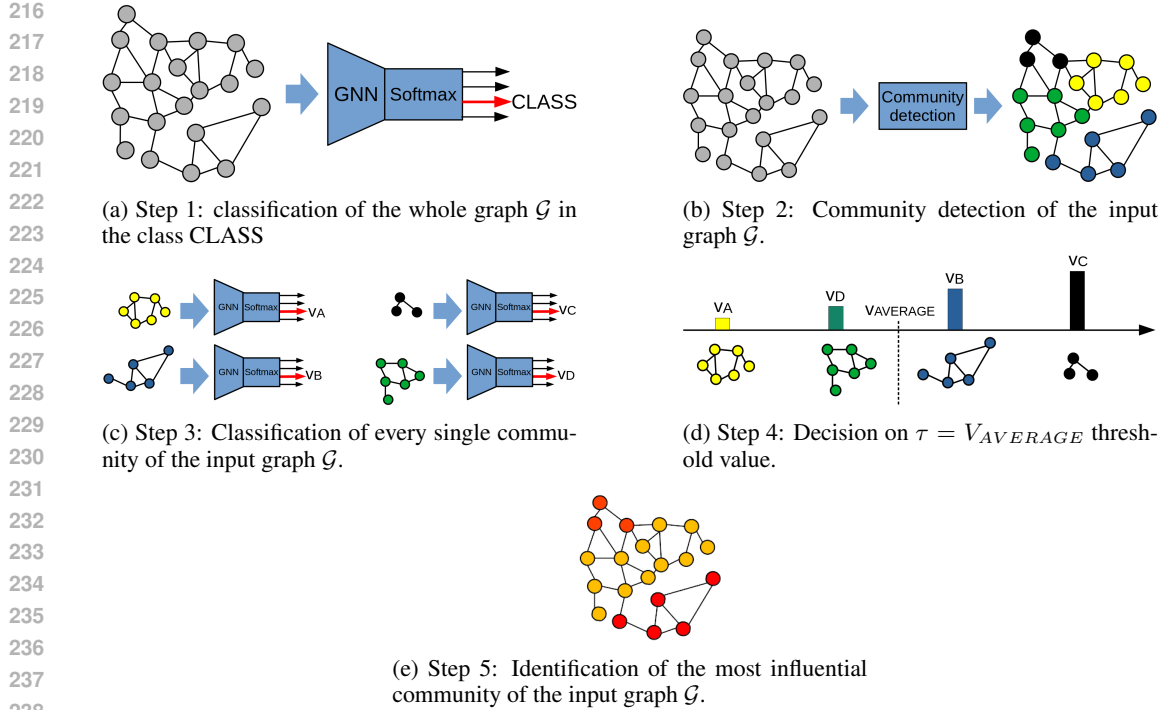 216
217
218
219
220
221
222
223
224
225
226
227
228
229
230
231
232
233
234
235
236
237
GNN
Softmax
CLASS
(a) Step 1: classification of the whole graph 𝒢 in
the class CLASS
Community
detection
(b) Step 2: Community detection of the input
graph 𝒢.
GNN
Softmax
VA
GNN
Softmax
VC
GNN
Softmax
VB
GNN
Softmax
VD
(c) Step 3: Classification of every single commu-
nity of the input graph 𝒢.
VA
VD
VAVERAGE
VB
VC
(d) Step 4: Decision on τ = V_AVERAGE thresh-
old value.
(e) Step 5: Identification of the most influential
community of the input graph 𝒢.